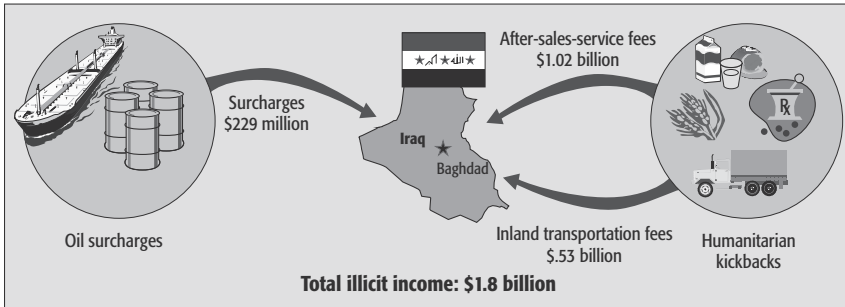 After-sales-service fees
$1.02 billion
Surcharges
$229 million
Iraq
Baghdad
Rx
Inland transportation fees
$.53 billion
Oil surcharges
Humanitarian
kickbacks
Total illicit income: $1.8 billion